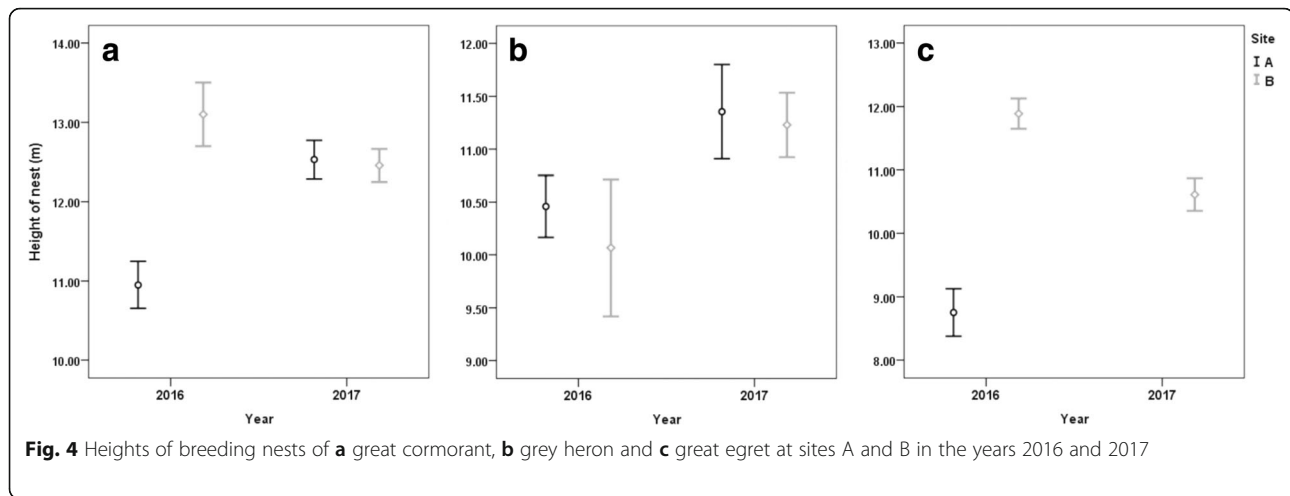 a
14.00
13.00
12.00
11.00
10.00
Height of nest (m)
2016 2017
Year
b
12.00
11.50
11.00
10.50
10.00
9.50
9.00
2016 2017
Year
c
13.00
12.00
11.00
10.00
9.00
8.00
2016 2017
Year
Site
A
B
Fig. 4 Heights of breeding nests of a great cormorant, b grey heron and c great egret at sites A and B in the years 2016 and 2017